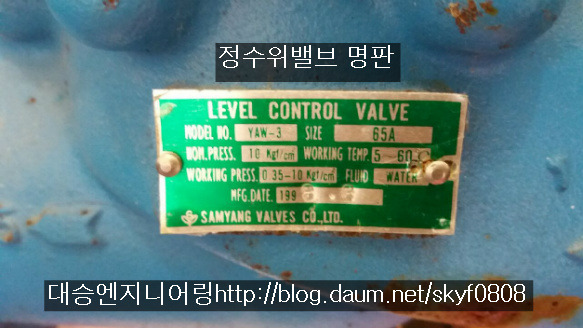 정수위밸브 명판
LEVEL CONTROL VALVE
MODEL NO. YAW-3 SIZE 65A
NOM.PRESS. 10 Kgf/cm WORKING TEMP. 5-60 C
WORKING PRESS. 0.35-10 Kgf/cm FLUID WATER
MFG.DATE. 199
SAMYANG VALVES CO.,LTD.
대승엔지니어링http://blog.daum.net/skyf0808